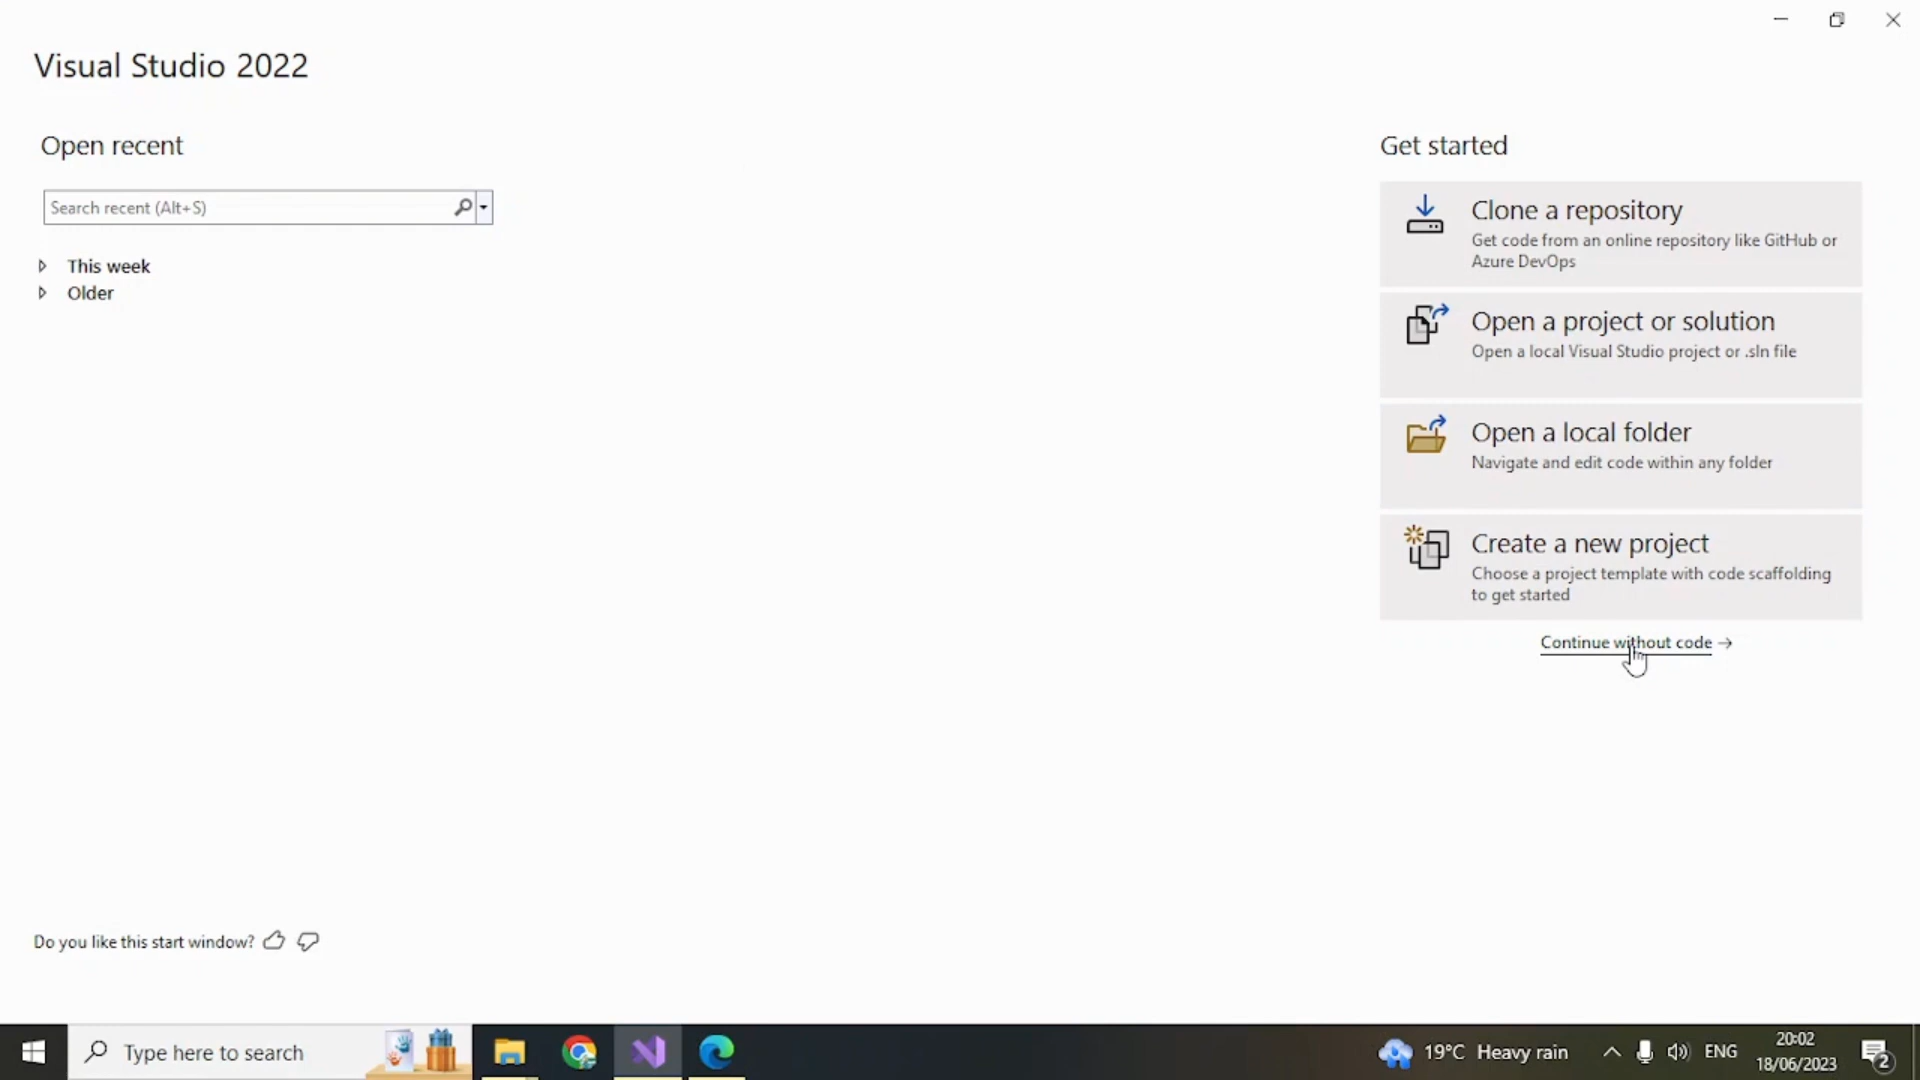 Visual Studio 2022
Open recent
Search recent (Alt+S)
This week
Older
Get started
Clone a repository
Get code from an online repository like GitHub or
Azure DevOps
Open a project or solution
Open a local Visual Studio project or .sln file
Open a local folder
Navigate and edit code within any folder
Create a new project
Choose a project template with code scaffolding
to get started
Continue without code →
Do you like this start window?
Type here to search
19°C Heavy rain
ENG
20:02
18/06/2023
2